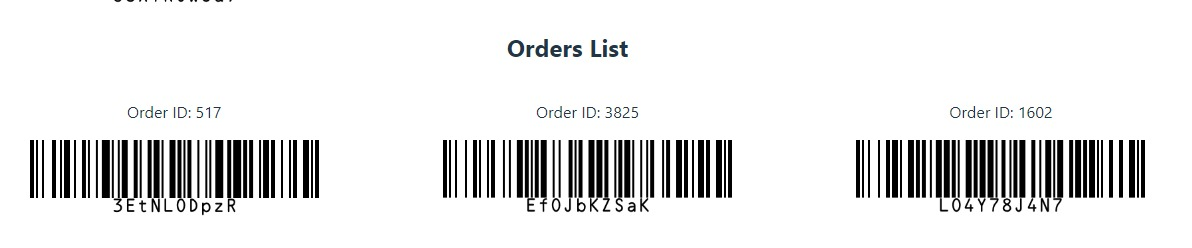 Orders List
Order ID: 517
Order ID: 3825
Order ID: 1602
3EtNL0DpzR
Ef0JbKZSaK
L04Y78J4N7